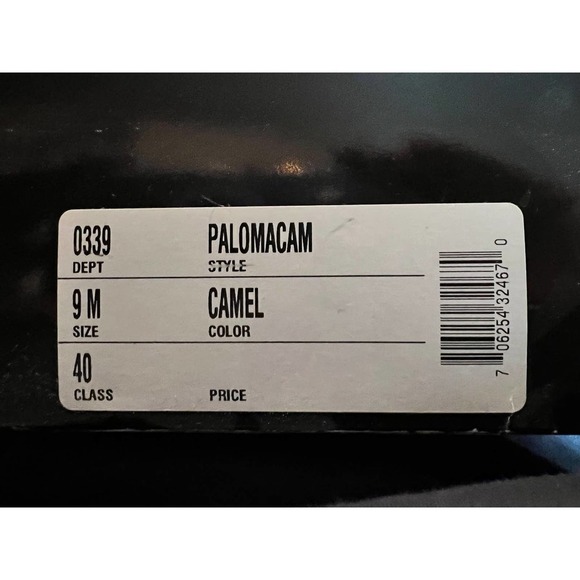 0339 PALOMACAM
DEPT STYLE
9 M CAMEL
SIZE COLOR
40
CLASS PRICE
7 06254 32467 0